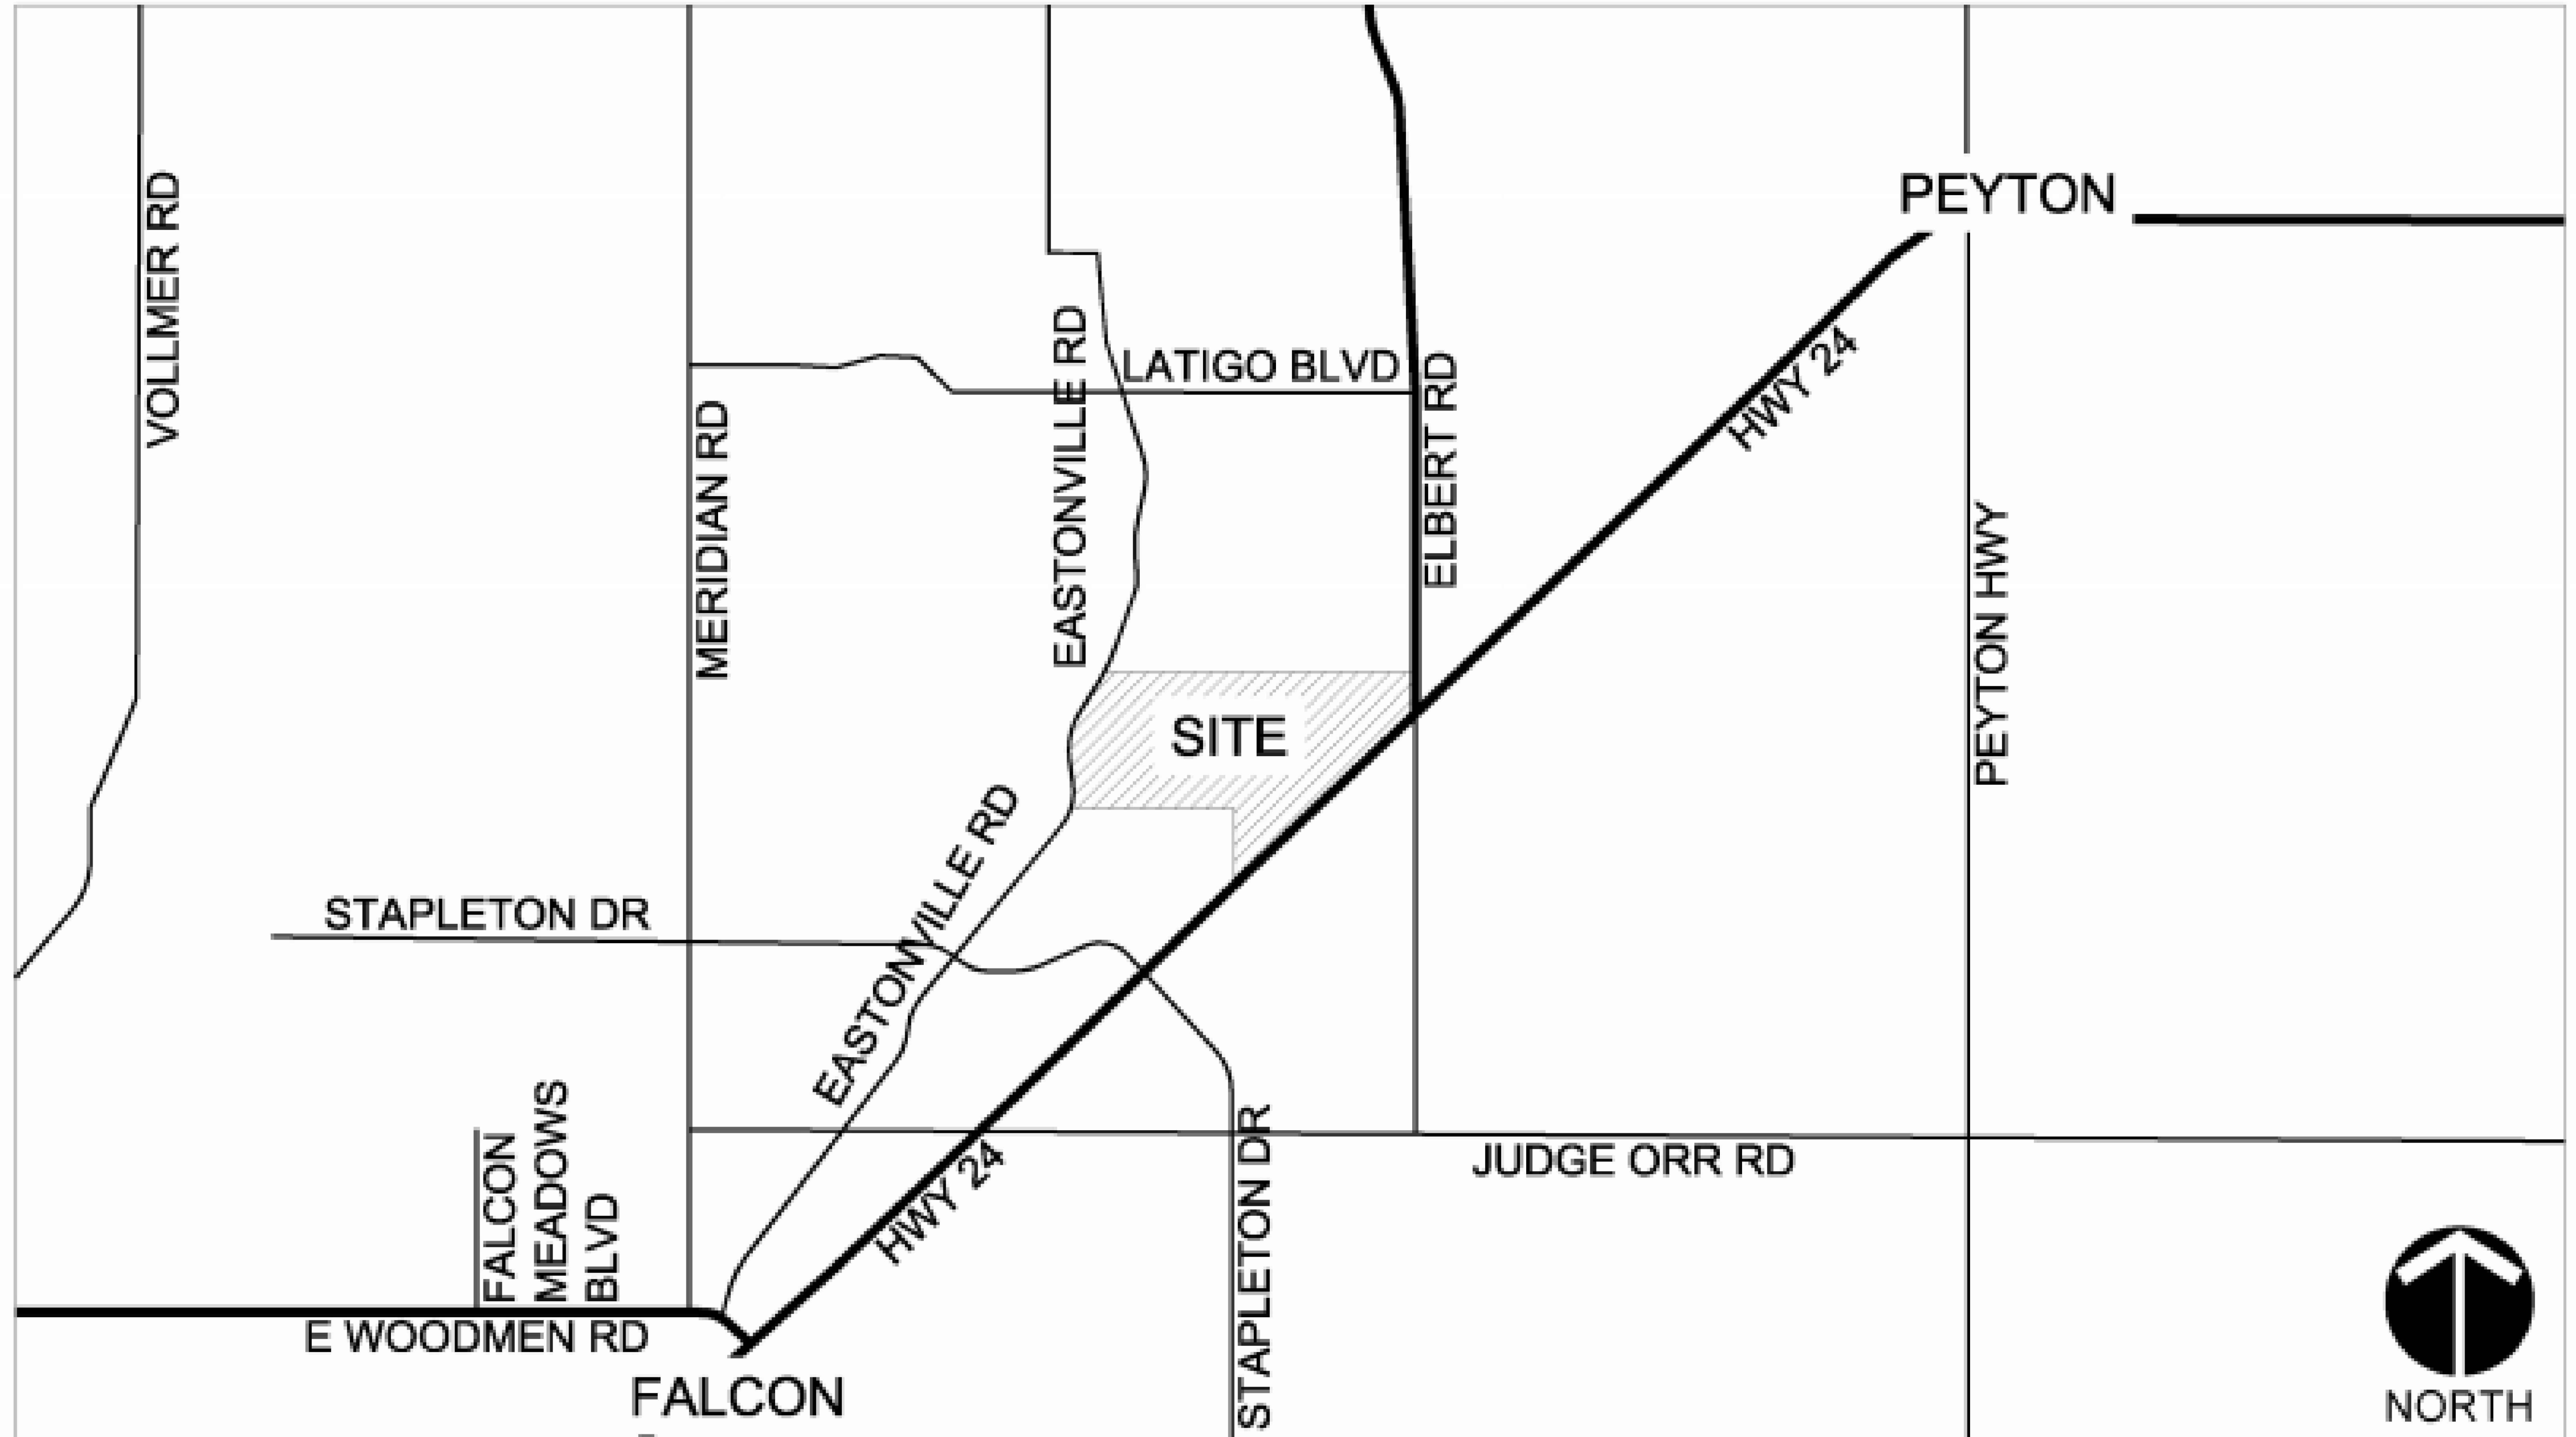 PEYTON
VOLLMER RD
EASTONVILLE RD
LATIGO BLVD
ELBERT RD
HWY 24
MERIDIAN RD
PEYTON HWY
SITE
EASTONVILLE RD
STAPLETON DR
FALCON
MEADOWS
BLVD
HWY 24
STAPLETON DR
JUDGE ORR RD
E WOODMEN RD
FALCON
NORTH